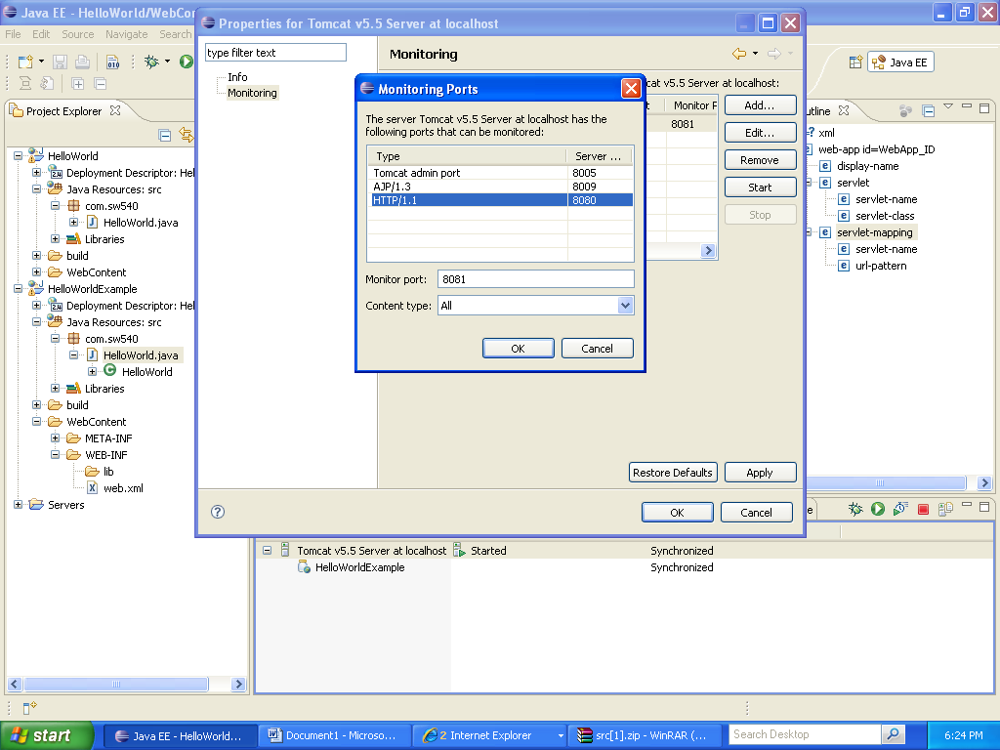 Java EE - HelloWorld/WebCor
File Edit Source Navigate Search
Java EE
Project Explorer
HelloWorld
Deployment Descriptor: Hel
Java Resources: src
com.sw540
HelloWorld.java
Libraries
build
WebContent
HelloWorldExample
Deployment Descriptor: Hel
Java Resources: src
com.sw540
HelloWorld.java
HelloWorld
Libraries
build
WebContent
META-INF
WEB-INF
lib
web.xml
Servers
Properties for Tomcat v5.5 Server at localhost
type filter text
Info
Monitoring
Monitoring
cat v5.5 Server at localhost:
t Monitor P
8081
Add...
Edit...
Remove
Start
Stop
Restore Defaults Apply
OK Cancel
Monitoring Ports
The server Tomcat v5.5 Server at localhost has the
following ports that can be monitored:
Type Server ...
Tomcat admin port 8005
AJP/1.3 8009
HTTP/1.1 8080
Monitor port: 8081
Content type: All
OK Cancel
utline
xml
web-app id=WebApp_ID
display-name
servlet
servlet-name
servlet-class
servlet-mapping
servlet-name
url-pattern
e
Tomcat v5.5 Server at localhost Started Synchronized
HelloWorldExample Synchronized
start Java EE - HelloWorld... Document1 - Microso... 2 Internet Explorer src[1].zip - WinRAR (... Search Desktop 6:24 PM